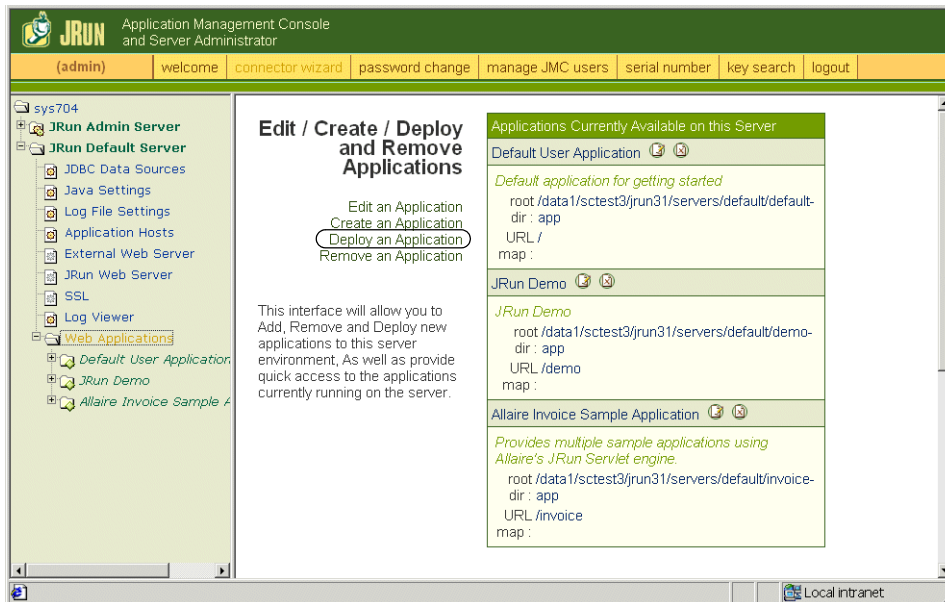 JRUN
Application Management Console
and Server Administrator
(admin)
welcome
connector wizard
password change
manage JMC users
serial number
key search
logout
sys704
JRun Admin Server
JRun Default Server
JDBC Data Sources
Java Settings
Log File Settings
Application Hosts
External Web Server
JRun Web Server
SSL
Log Viewer
Web Applications
Default User Application
JRun Demo
Allaire Invoice Sample A
Edit / Create / Deploy
and Remove
Applications
Edit an Application
Create an Application
Deploy an Application
Remove an Application
This interface will allow you to
Add, Remove and Deploy new
applications to this server
environment, As well as provide
quick access to the applications
currently running on the server.
Applications Currently Available on this Server
Default User Application
Default application for getting started
root /data1/sctest3/jrun31/servers/default/default-
dir : app
URL /
map :
JRun Demo
JRun Demo
root /data1/sctest3/jrun31/servers/default/demo-
dir : app
URL /demo
map :
Allaire Invoice Sample Application
Provides multiple sample applications using
Allaire's JRun Servlet engine.
root /data1/sctest3/jrun31/servers/default/invoice-
dir : app
URL /invoice
map :
Local intranet